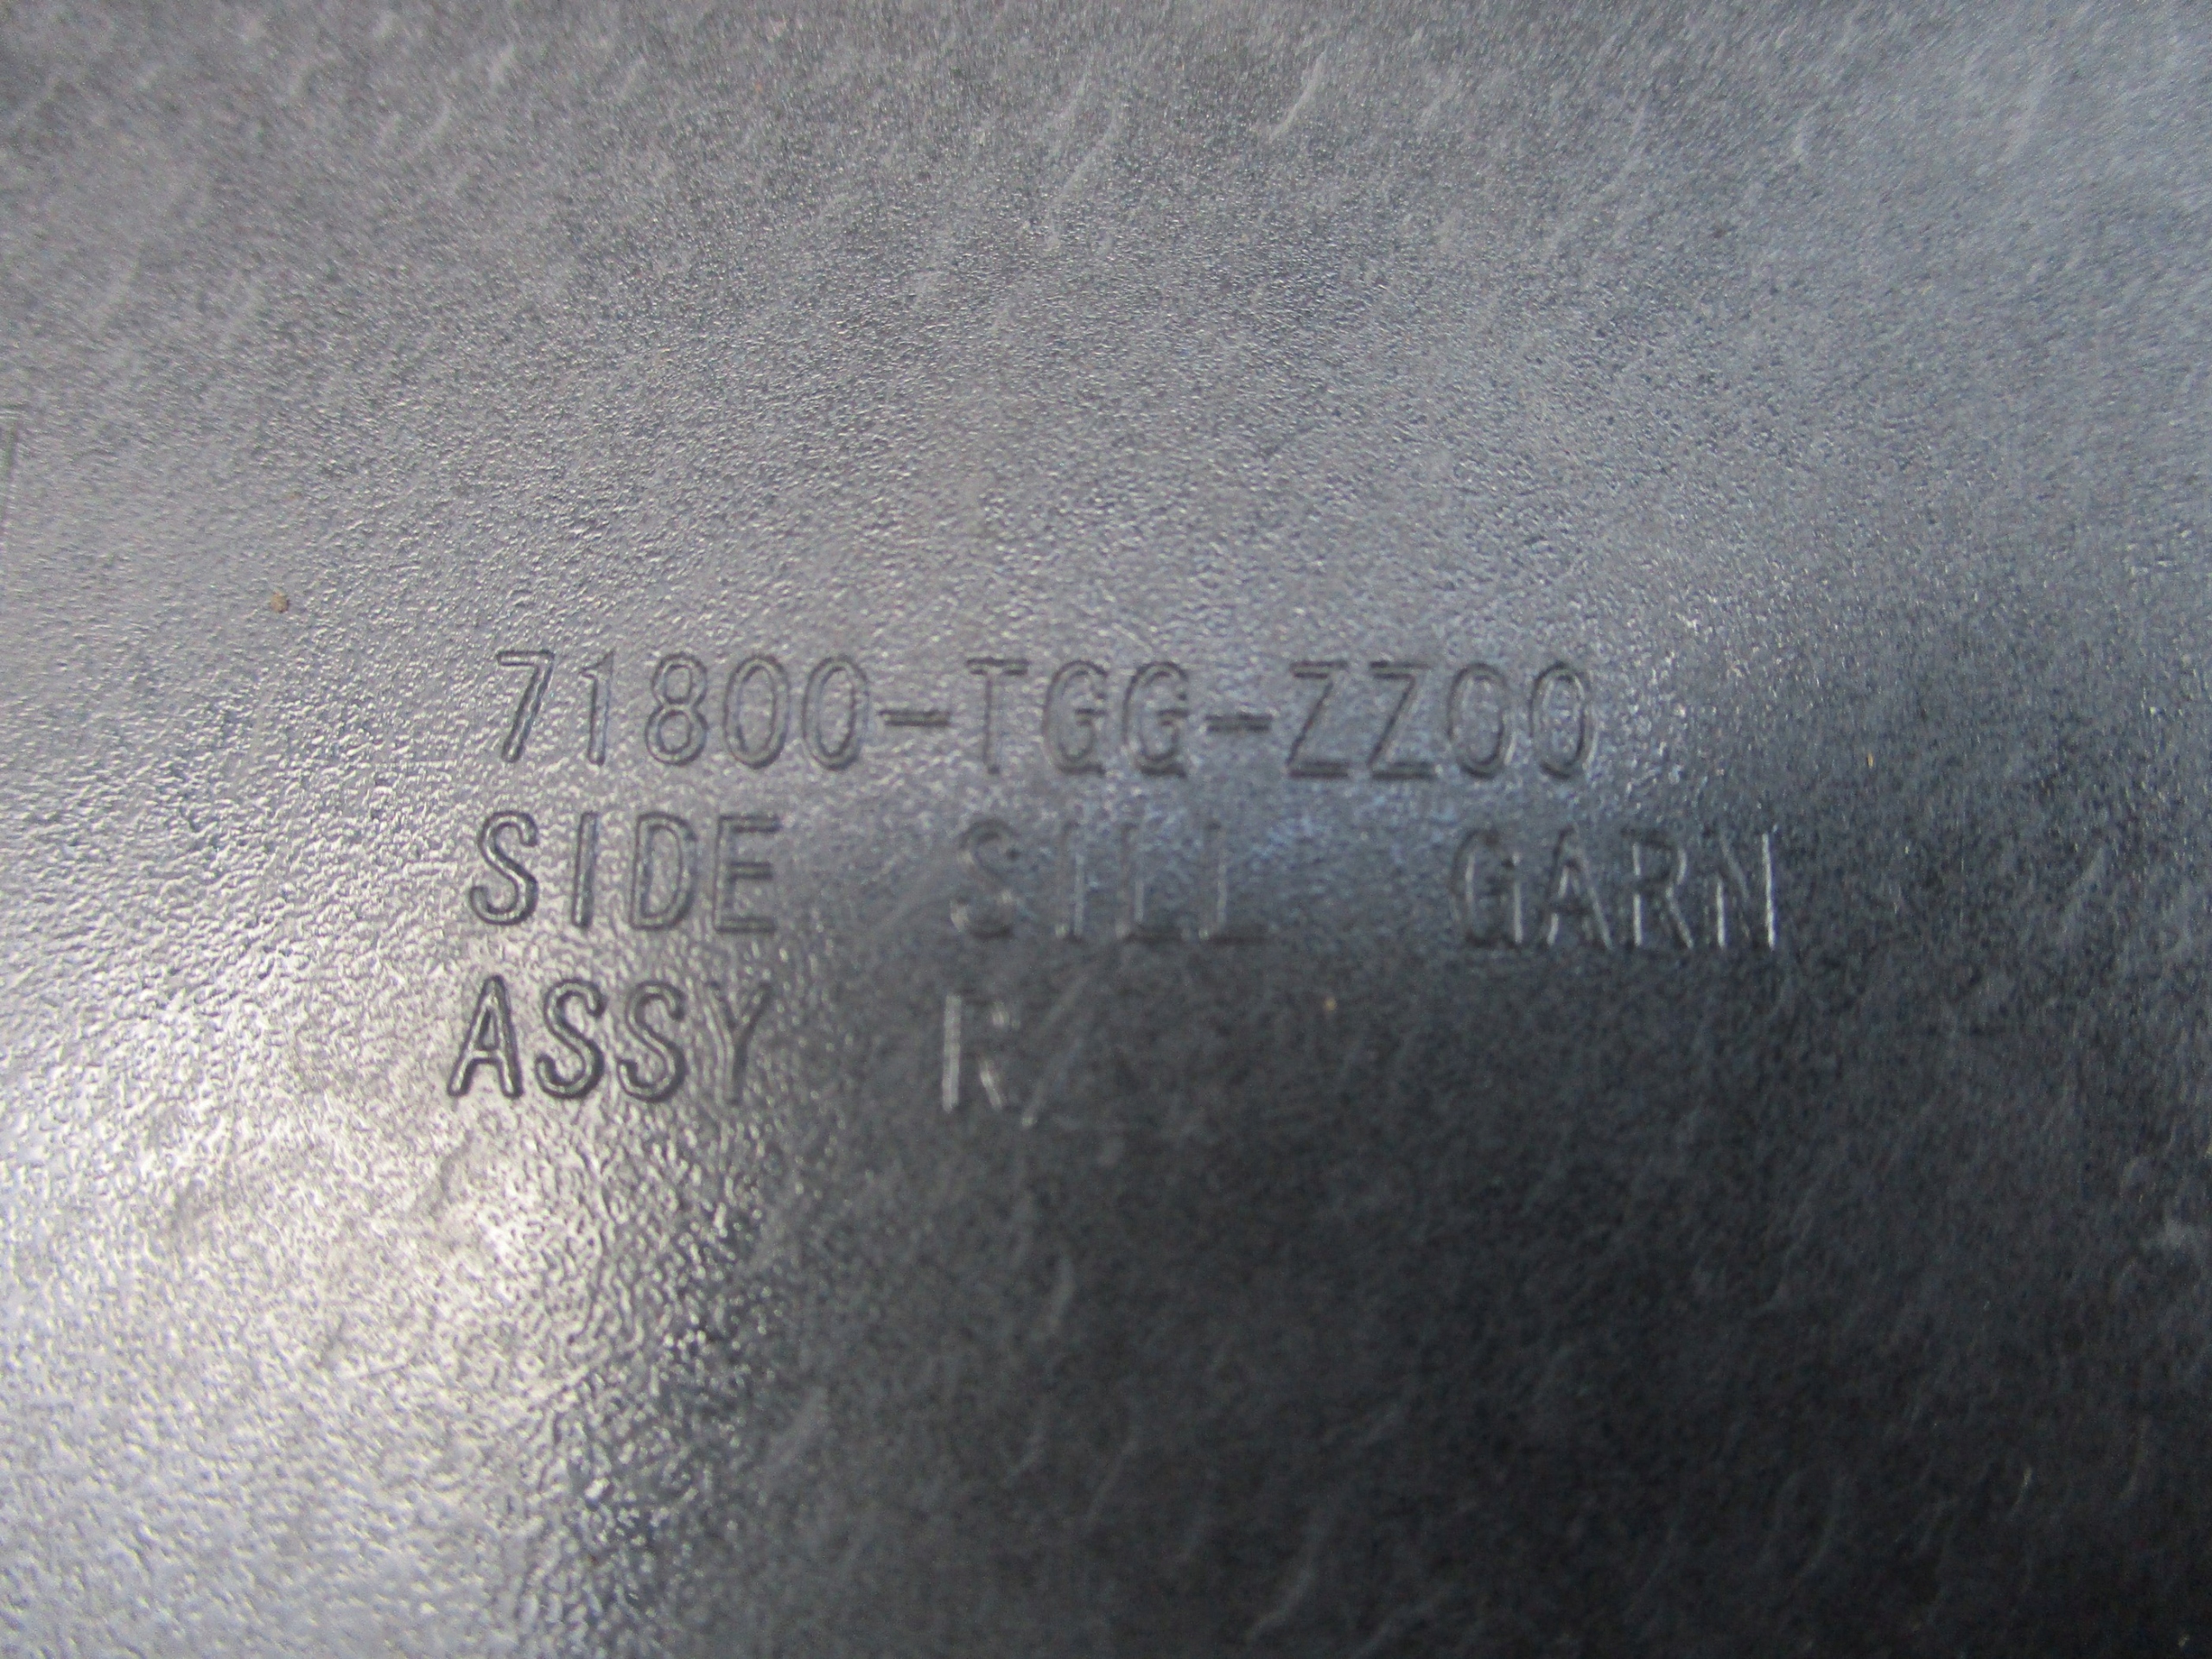 71800-TGG-ZZ00
SIDE SILL GARN
ASSY R